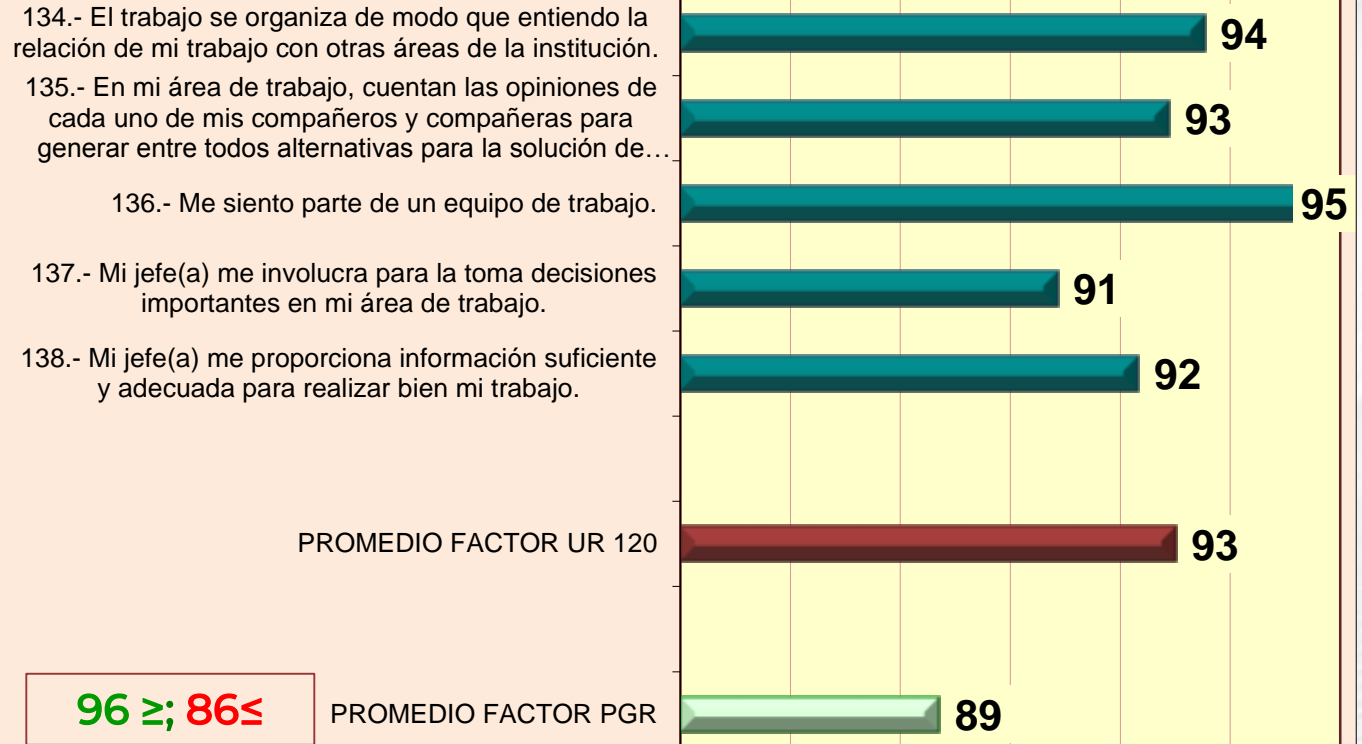 134.- El trabajo se organiza de modo que entiendo la
relación de mi trabajo con otras áreas de la institución.
94
135.- En mi área de trabajo, cuentan las opiniones de
cada uno de mis compañeros y compañeras para
generar entre todos alternativas para la solución de…
93
136.- Me siento parte de un equipo de trabajo.
95
137.- Mi jefe(a) me involucra para la toma decisiones
importantes en mi área de trabajo.
91
138.- Mi jefe(a) me proporciona información suficiente
y adecuada para realizar bien mi trabajo.
92
PROMEDIO FACTOR UR 120
93
96 ≥; 86≤
PROMEDIO FACTOR PGR
89